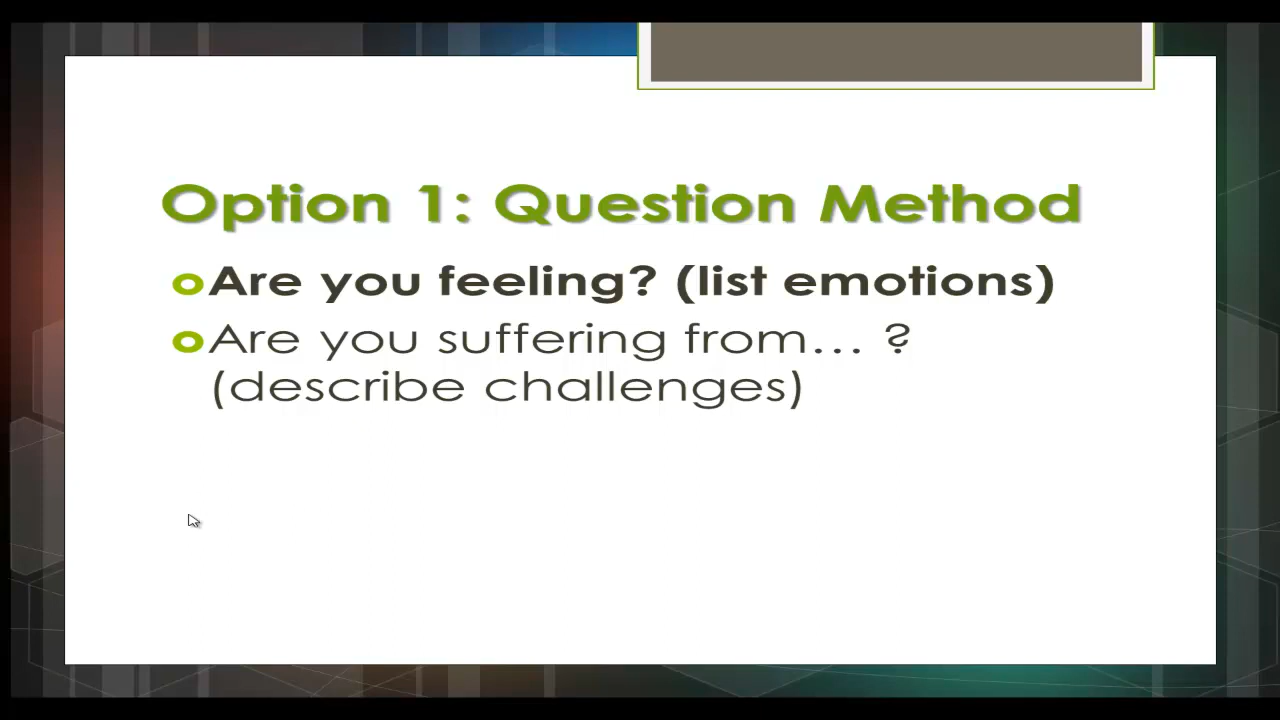 Option 1: Question Method
Are you feeling? (list emotions)
Are you suffering from... ?
(describe challenges)